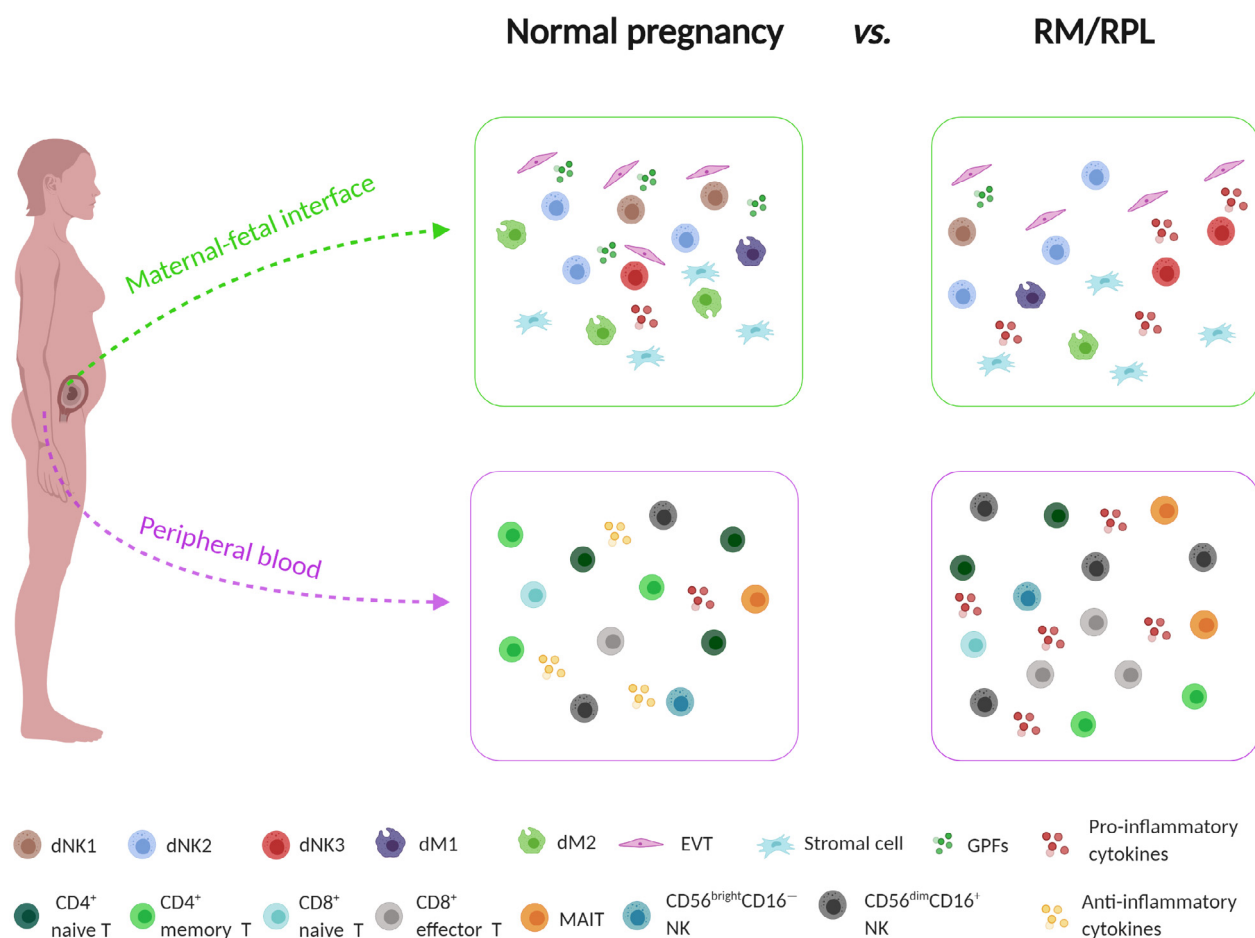 Normal pregnancy vs. RM/RPL
Maternal-fetal interface
Peripheral blood
dNK1 dNK2 dNK3 dM1 dM2 EVT Stromal cell GPFs Pro-inflammatory
cytokines
CD4⁺ CD4⁺ CD8⁺ CD8⁺ MAIT CD56ᵇʳⁱᵍʰᵗCD16⁻ CD56ᵈⁱᵐCD16⁺ Anti-inflammatory
naive T memory T naive T effector T NK NK cytokines